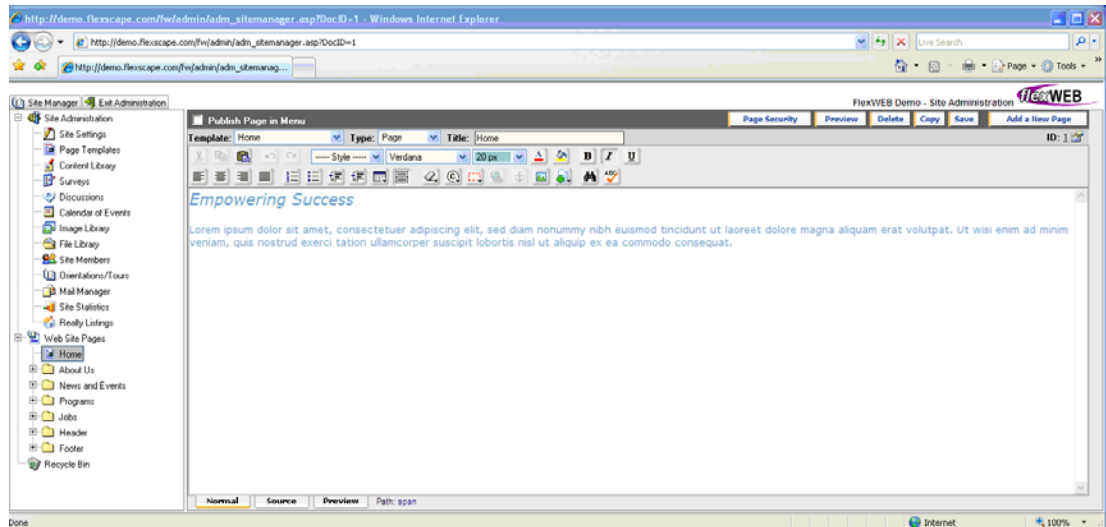 http://demo.flexscape.com/fw/admin/adm_sitemanager.asp?DocID=1 - Windows Internet Explorer
http://demo.flexscape.com/fw/admin/adm_sitemanager.asp?DocID=1
Live Search
http://demo.flexscape.com/fw/admin/adm_sitemanag...
Page
Tools
Site Manager
Exit Administration
FlexWEB Demo - Site Administration
flexWEB
Site Administration
Site Settings
Page Templates
Content Library
Surveys
Discussions
Calendar of Events
Image Library
File Library
Site Members
Orientations/Tours
Mail Manager
Site Statistics
Realty Listings
Web Site Pages
Home
About Us
News and Events
Programs
Jobs
Header
Footer
Recycle Bin
Publish Page in Menu
Page Security
Preview
Delete
Copy
Save
Add a New Page
Template: Home Type: Page Title: Home
ID: 1
----- Style ----- Verdana 20 px A B I U
ABC
Empowering Success
Lorem ipsum dolor sit amet, consectetuer adipiscing elit, sed diam nonummy nibh euismod tincidunt ut laoreet dolore magna aliquam erat volutpat. Ut wisi enim ad minim
veniam, quis nostrud exerci tation ullamcorper suscipit lobortis nisl ut aliquip ex ea commodo consequat.
Normal
Source
Preview
Path: span
Done
Internet
100%